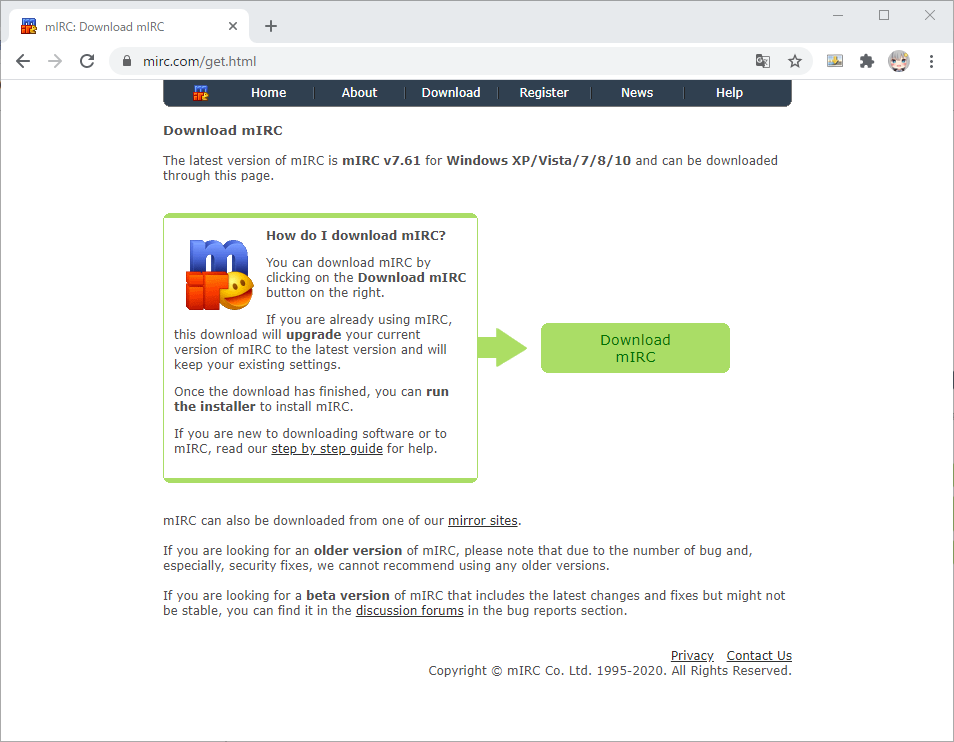 mIRC: Download mIRC
mirc.com/get.html
Home About Download Register News Help
Download mIRC
The latest version of mIRC is mIRC v7.61 for Windows XP/Vista/7/8/10 and can be downloaded
through this page.
How do I download mIRC?
You can download mIRC by
clicking on the Download mIRC
button on the right.
If you are already using mIRC,
this download will upgrade your current
version of mIRC to the latest version and will
keep your existing settings.
Once the download has finished, you can run
the installer to install mIRC.
If you are new to downloading software or to
mIRC, read our step by step guide for help.
Download
mIRC
mIRC can also be downloaded from one of our mirror sites.
If you are looking for an older version of mIRC, please note that due to the number of bug and,
especially, security fixes, we cannot recommend using any older versions.
If you are looking for a beta version of mIRC that includes the latest changes and fixes but might not
be stable, you can find it in the discussion forums in the bug reports section.
Privacy Contact Us
Copyright © mIRC Co. Ltd. 1995-2020. All Rights Reserved.